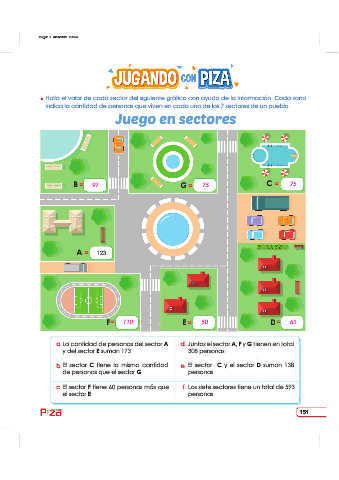 JUGANDO CON PIZA
Halla el valor de cada sector del siguiente gráfico con ayuda de la información. Cada zona
indica la cantidad de personas que viven en cada uno de los 7 sectores de un pueblo.
Juego en sectores
B = 97
G = 75
C = 75
A = 123
F= 110
E = 50
D = 63
a La cantidad de personas del sector A
y del sector E suman 173
b El sector C tiene la misma cantidad
de personas que el sector G
c El sector F tiene 60 personas más que
el sector E
d Juntos el sector A, F y G tienen en total
308 personas
e El sector C y el sector D suman 138
personas
f Los siete sectores tiene un total de 593
personas
Piza
151